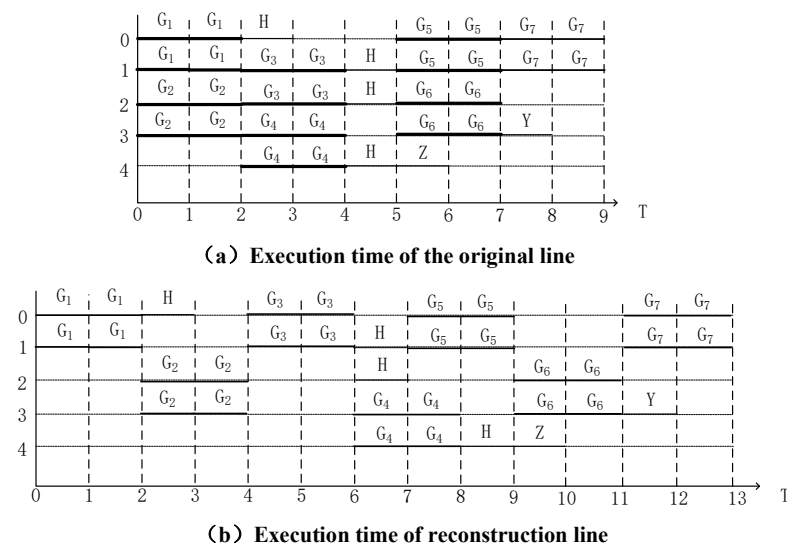 G₁ G₁ H G₅ G₅ G₇ G₇
0
G₁ G₁ G₃ G₃ H G₅ G₅ G₇ G₇
1
G₂ G₂ G₃ G₃ H G₆ G₆
2
G₂ G₂ G₄ G₄ G₆ G₆ Y
3
G₄ G₄ H Z
4
0 1 2 3 4 5 6 7 8 9 T
(a) Execution time of the original line
G₁ G₁ H G₃ G₃ G₅ G₅ G₇ G₇
0
G₁ G₁ G₃ G₃ H G₅ G₅ G₇ G₇
1
G₂ G₂ H G₆ G₆
2
G₂ G₂ G₄ G₄ G₆ G₆ Y
3
G₄ G₄ H Z
4
0 1 2 3 4 5 6 7 8 9 10 11 12 13 T
(b) Execution time of reconstruction line